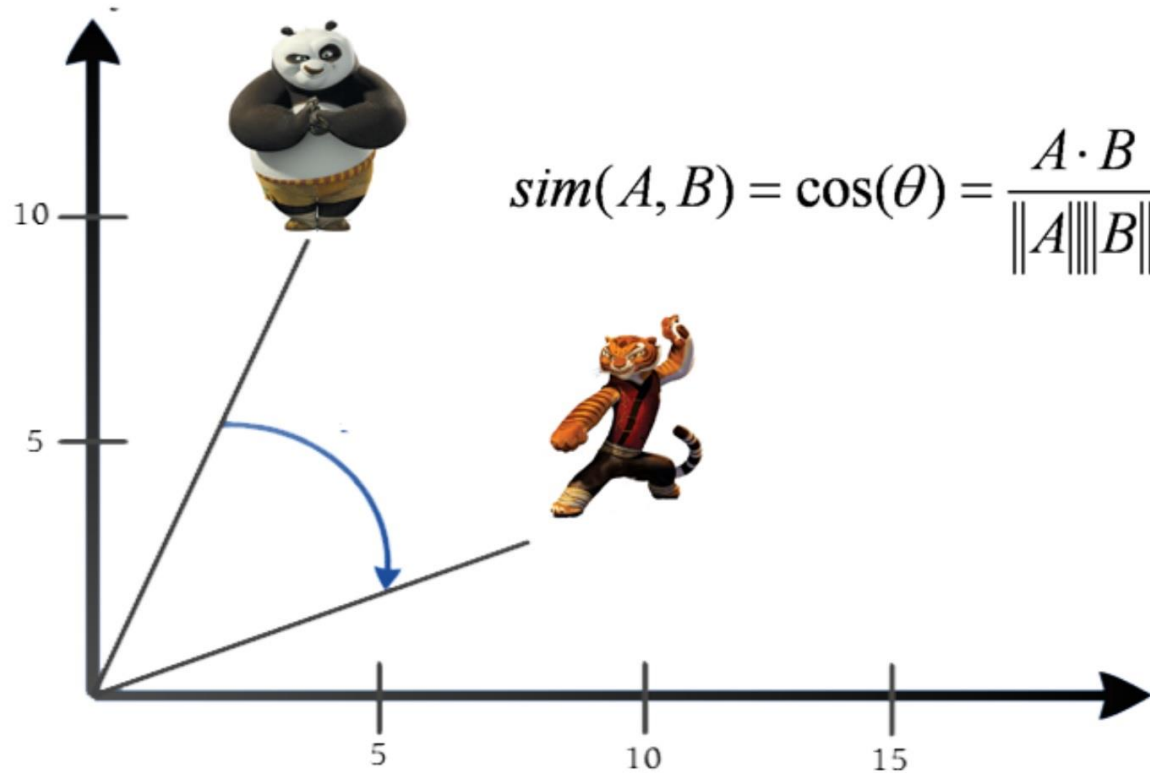 10
sim(A, B) = cos(θ) = A · B / ‖A‖‖B‖
5
5 10 15